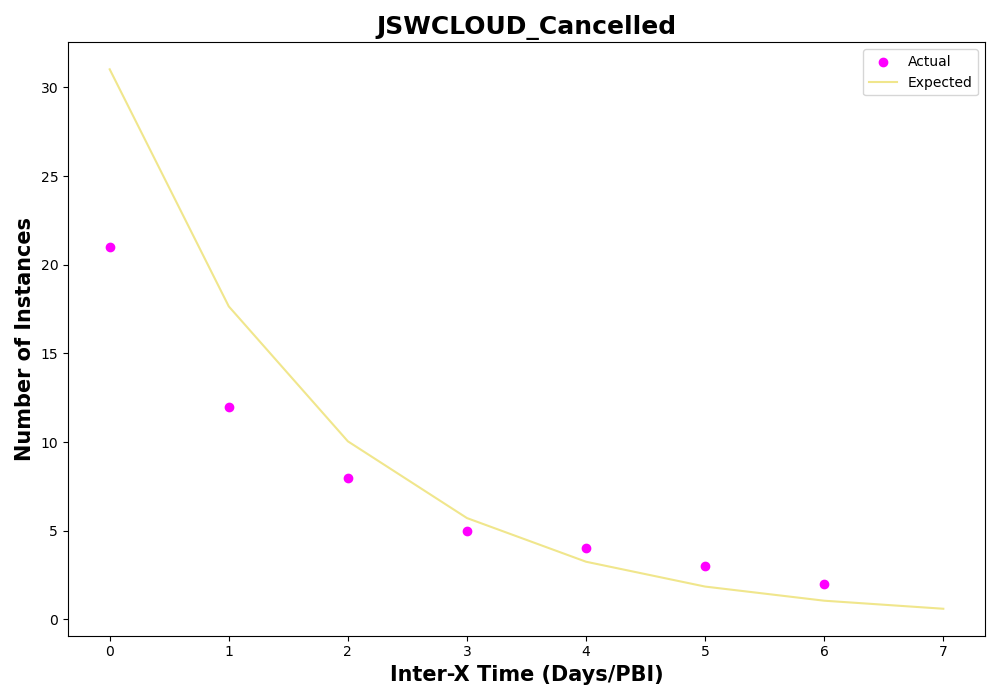 JSWCLOUD_Cancelled
Actual
Expected
Number of Instances
30
25
20
15
10
5
0
0 1 2 3 4 5 6 7
Inter-X Time (Days/PBI)